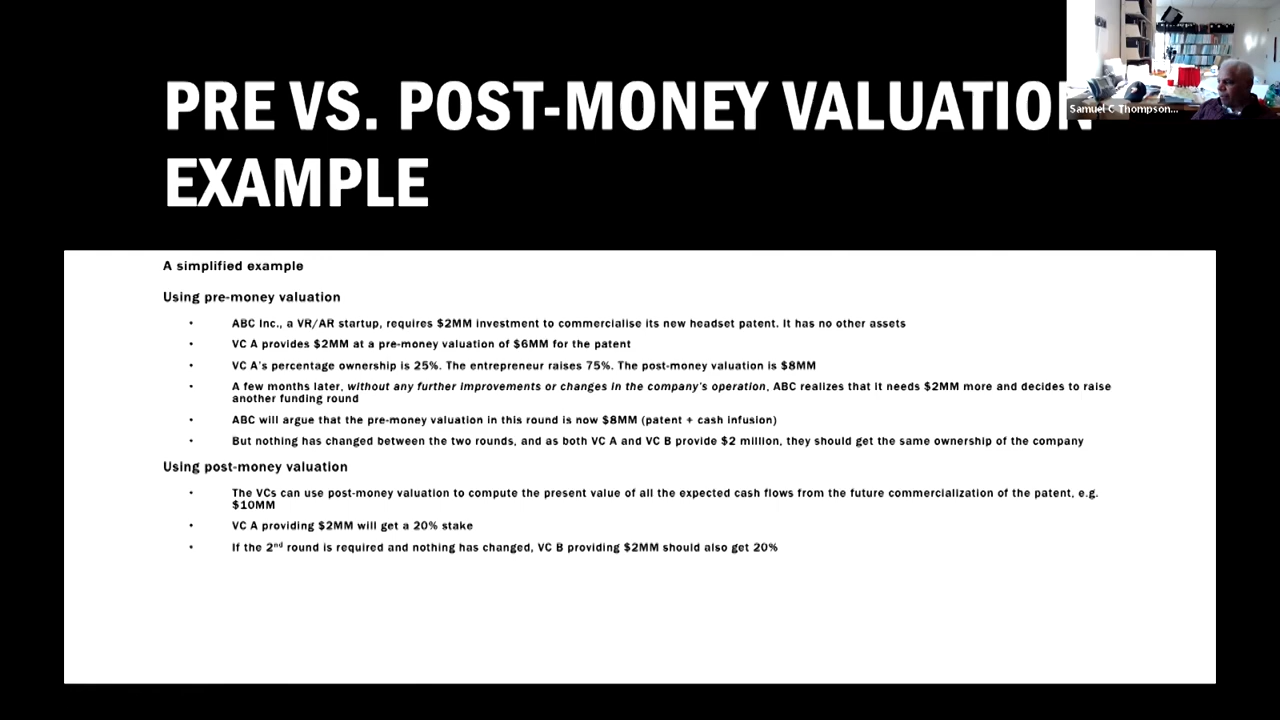 PRE VS. POST-MONEY VALUATION
Samuel C Thompson...
EXAMPLE
A simplified example
Using pre-money valuation
• ABC Inc., a VR/AR startup, requires $2MM investment to commercialise its new headset patent. It has no other assets
• VC A provides $2MM at a pre-money valuation of $6MM for the patent
• VC A's percentage ownership is 25%. The entrepreneur raises 75%. The post-money valuation is $8MM
• A few months later, without any further improvements or changes in the company's operation, ABC realizes that it needs $2MM more and decides to raise
another funding round
• ABC will argue that the pre-money valuation in this round is now $8MM (patent + cash infusion)
• But nothing has changed between the two rounds, and as both VC A and VC B provide $2 million, they should get the same ownership of the company
Using post-money valuation
• The VCs can use post-money valuation to compute the present value of all the expected cash flows from the future commercialization of the patent, e.g.
$10MM
• VC A providing $2MM will get a 20% stake
• If the 2nd round is required and nothing has changed, VC B providing $2MM should also get 20%